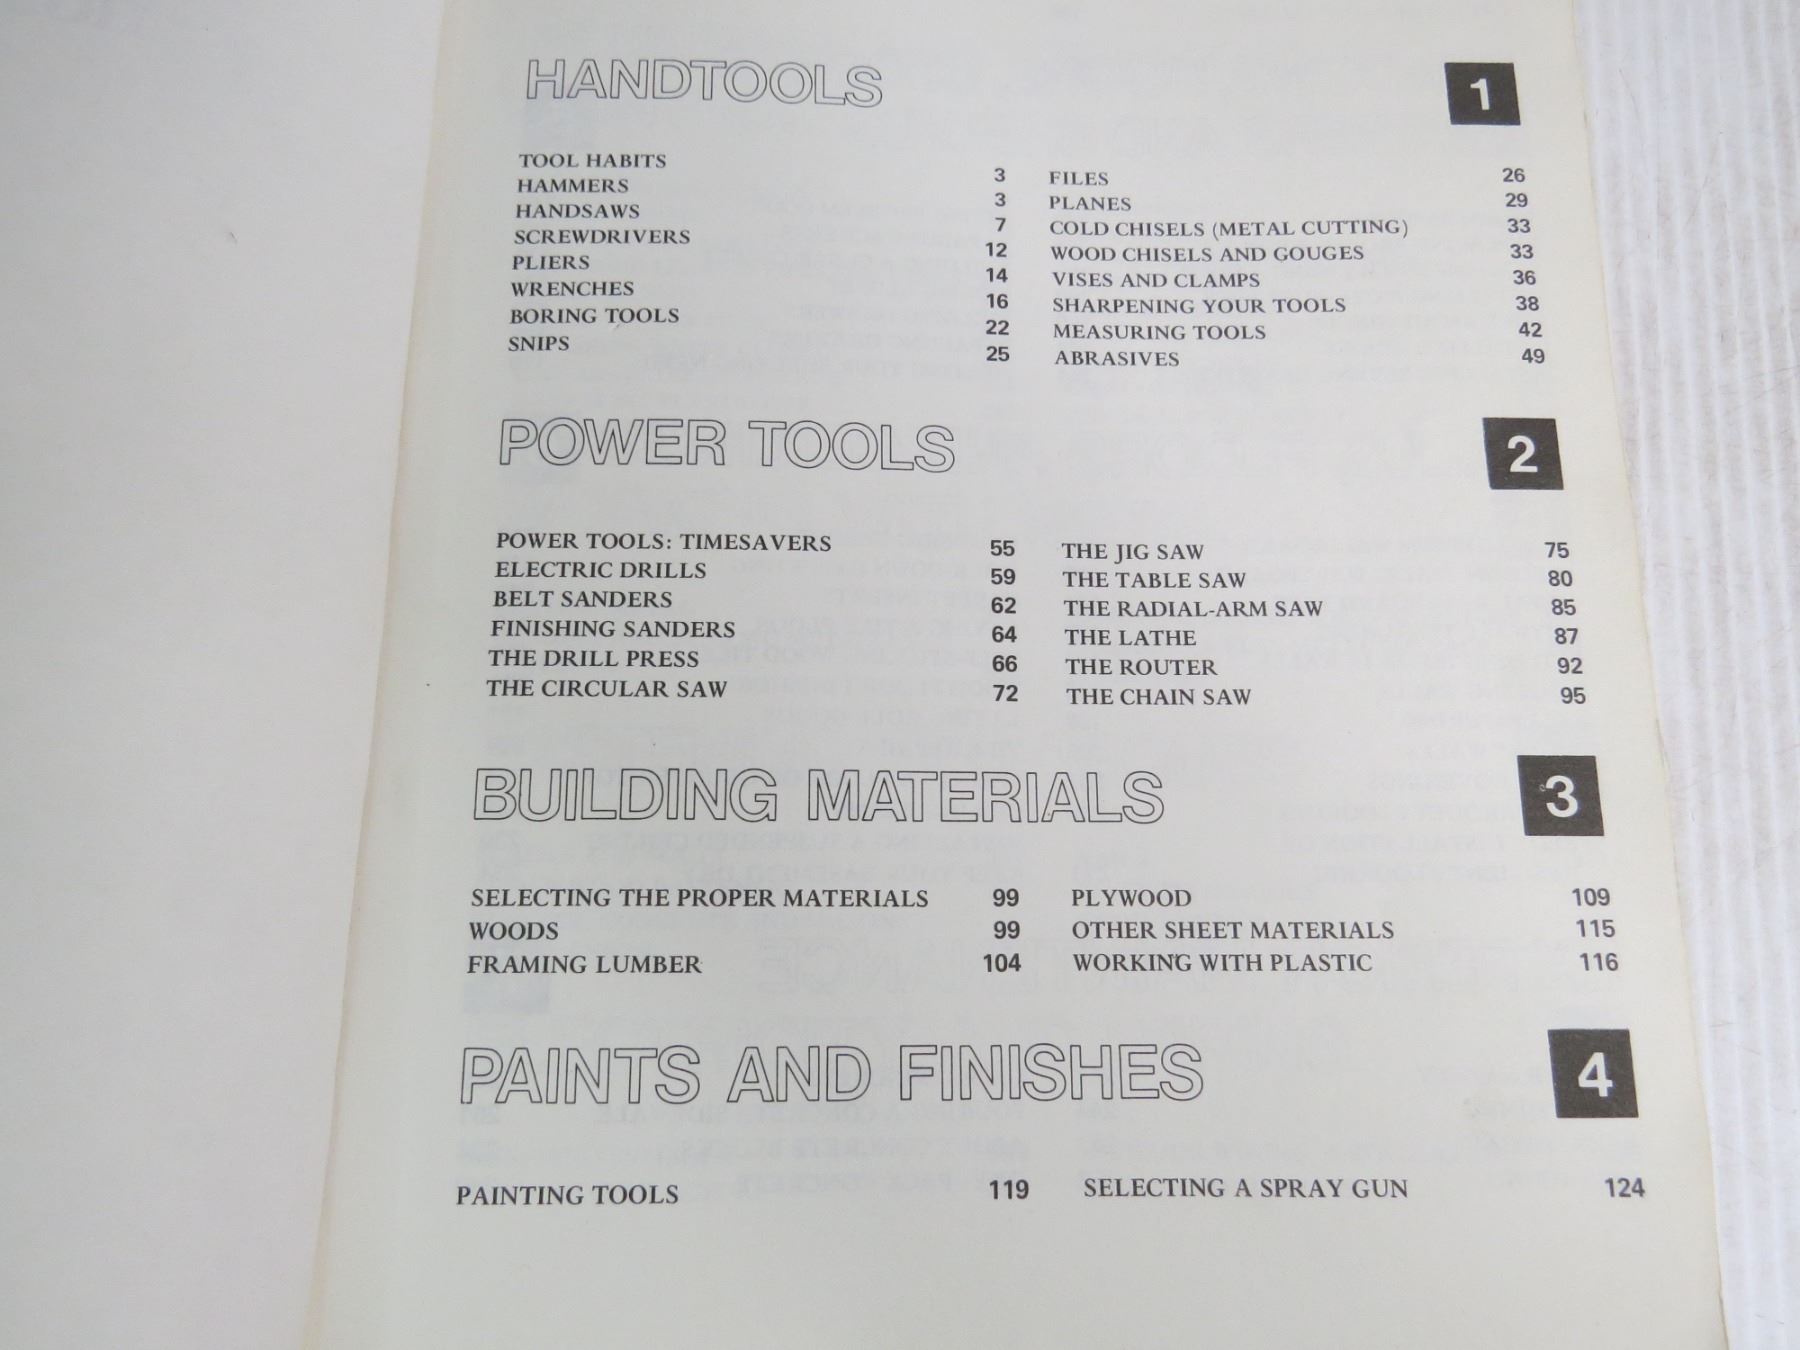 HANDTOOLS 1
TOOL HABITS 3
HAMMERS 3
HANDSAWS 7
SCREWDRIVERS 12
PLIERS 14
WRENCHES 16
BORING TOOLS 22
SNIPS 25
FILES 26
PLANES 29
COLD CHISELS (METAL CUTTING) 33
WOOD CHISELS AND GOUGES 33
VISES AND CLAMPS 36
SHARPENING YOUR TOOLS 38
MEASURING TOOLS 42
ABRASIVES 49
POWER TOOLS 2
POWER TOOLS: TIMESAVERS 55
ELECTRIC DRILLS 59
BELT SANDERS 62
FINISHING SANDERS 64
THE DRILL PRESS 66
THE CIRCULAR SAW 72
THE JIG SAW 75
THE TABLE SAW 80
THE RADIAL-ARM SAW 85
THE LATHE 87
THE ROUTER 92
THE CHAIN SAW 95
BUILDING MATERIALS 3
SELECTING THE PROPER MATERIALS 99
WOODS 99
FRAMING LUMBER 104
PLYWOOD 109
OTHER SHEET MATERIALS 115
WORKING WITH PLASTIC 116
PAINTS AND FINISHES 4
PAINTING TOOLS 119
SELECTING A SPRAY GUN 124